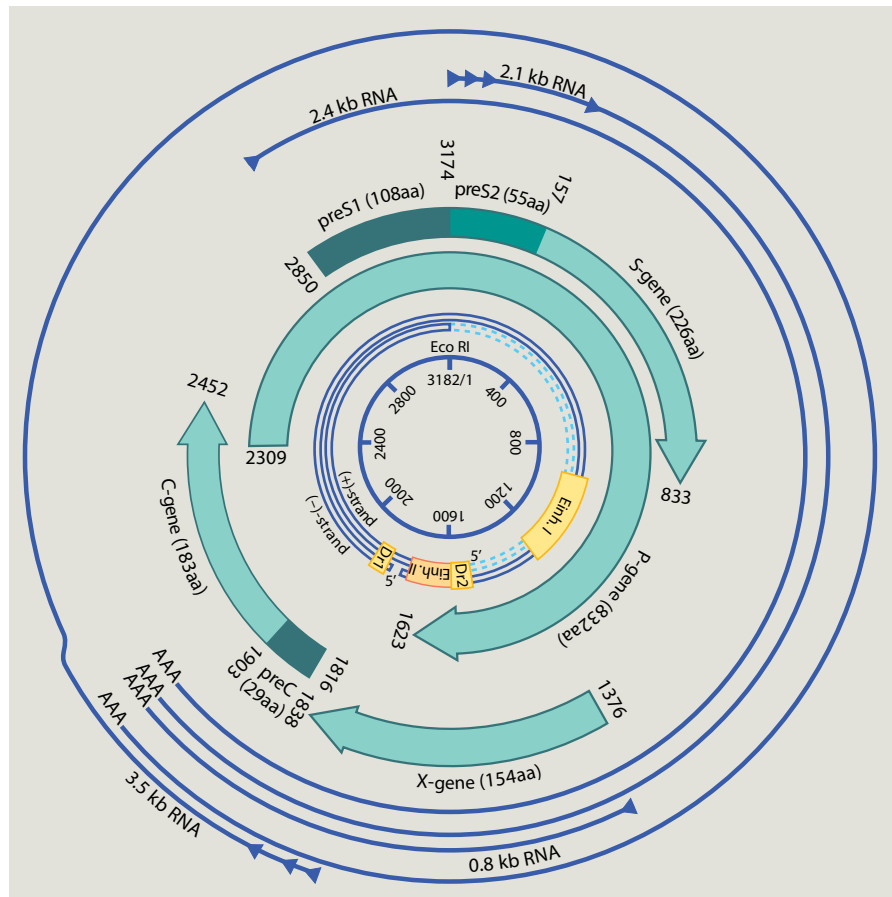 2.1 kb RNA
2.4 kb RNA
3174
preS1 (108aa)
preS2 (55aa)
157
2850
S-gene (226aa)
Eco RI
3182/1
2800
400
2452
2400
800
2309
833
C-gene (183aa)
(+)-strand
(−)-strand
2000
1200
1600
Einh. I
5'
Dr1
5'
Einh. II
Dr2
P-gene (832aa)
1623
1903
preC
(29aa)
1816
1838
1376
AAA
AAA
AAA
AAA
X-gene (154aa)
3.5 kb RNA
0.8 kb RNA